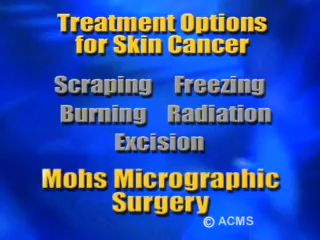 Treatment Options
for Skin Cancer
Scraping Freezing
Burning Radiation
Excision
Mohs Micrographic
Surgery
© ACMS